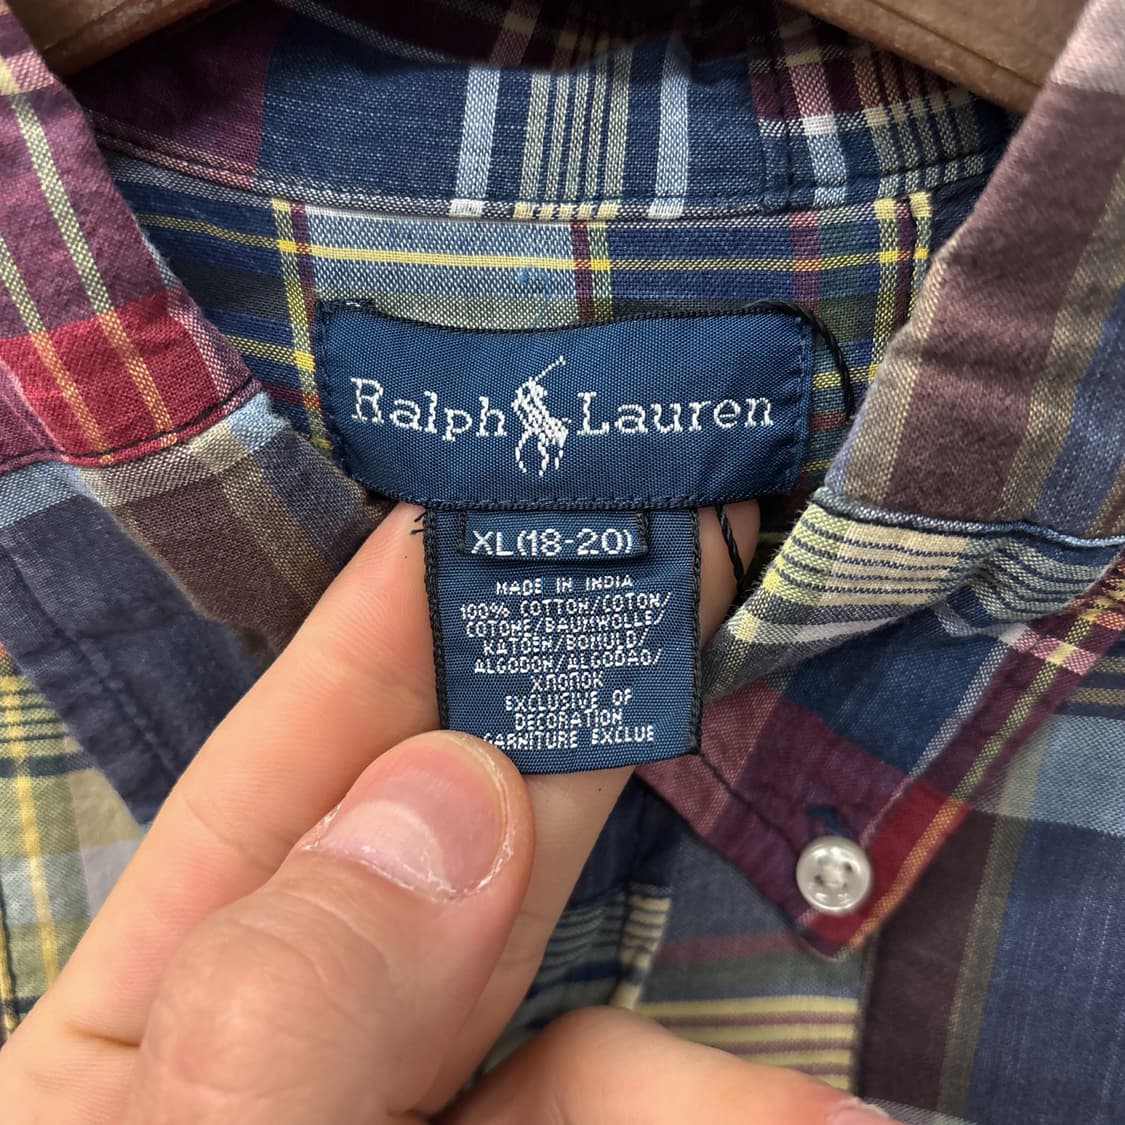 Ralph Lauren
XL (18-20)
MADE IN INDIA
100% COTTON/COTON/
COTONE/BAUMWOLLE/
KATOEN/BOMULD/
ALGODON/ALGODAO/
ХЛОПОК
EXCLUSIVE OF
DECORATION
GARNITURE EXCLUE